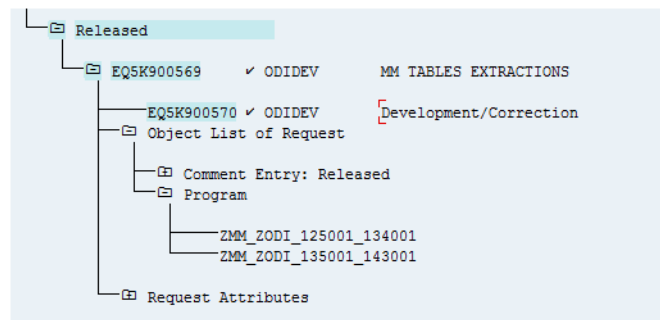 Released
EQ5K900569 ✔ ODIDEV MM TABLES EXTRACTIONS
EQ5K900570 ✔ ODIDEV Development/Correction
Object List of Request
Comment Entry: Released
Program
ZMM_ZODI_125001_134001
ZMM_ZODI_135001_143001
Request Attributes